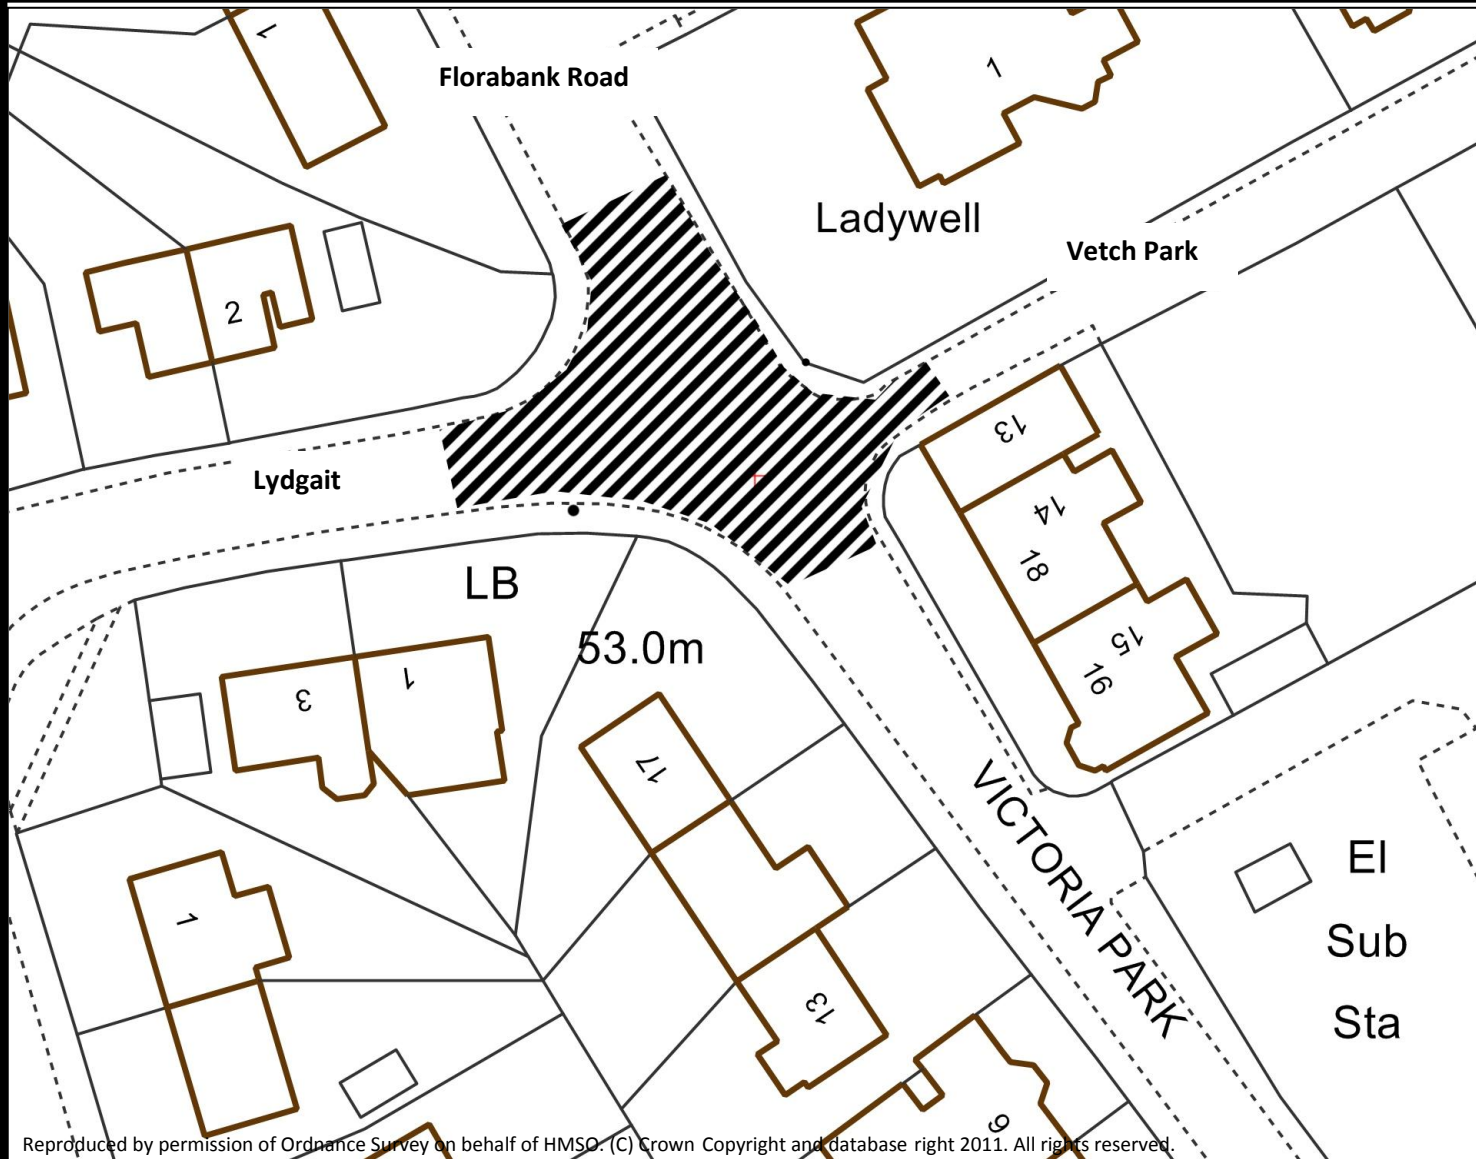 1
Florabank Road
1
Ladywell
Vetch Park
2
13
Lydgait
14
18
LB
53.0m
15
16
3
1
17
VICTORIA PARK
El
Sub
Sta
1
13
9
Reproduced by permission of Ordnance Survey on behalf of HMSO. (C) Crown Copyright and database right 2011. All rights reserved.